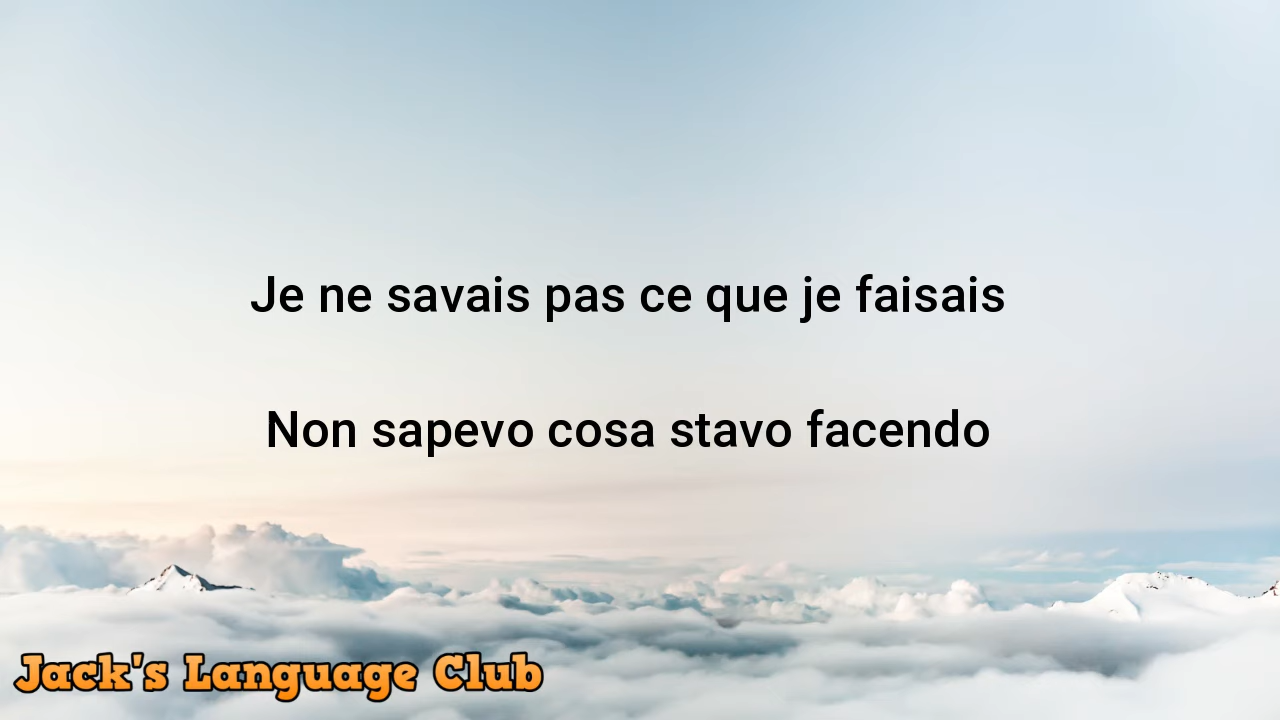 Je ne savais pas ce que je faisais
Non sapevo cosa stavo facendo
Jack's Language Club